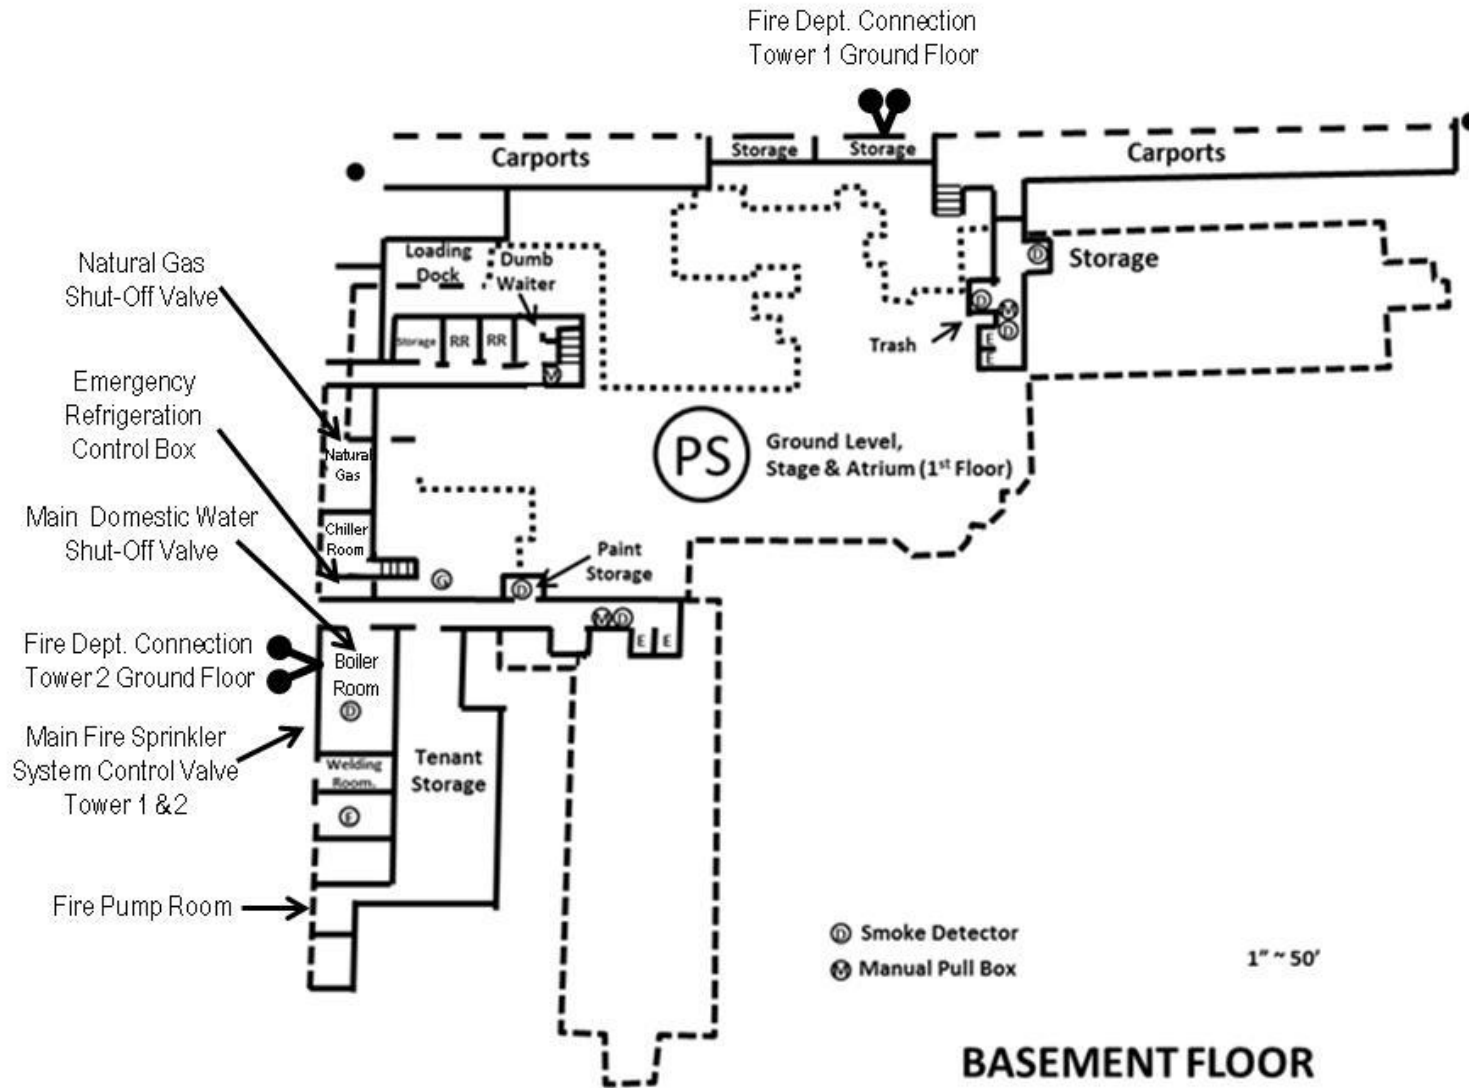 Fire Dept. Connection
Tower 1 Ground Floor
Carports
Storage
Storage
Carports
Natural Gas
Shut-Off Valve
Loading
Dock
Dumb
Waiter
D
Storage
Storage
RR
RR
M
D
M
D
Trash
E
E
Emergency
Refrigeration
Control Box
PS
Ground Level,
Stage & Atrium (1st Floor)
Natural
Gas
Main Domestic Water
Shut-Off Valve
Chiller
Room
G
Paint
Storage
D
M
D
E
E
Fire Dept. Connection
Tower 2 Ground Floor
Boiler
Room
D
Main Fire Sprinkler
System Control Valve
Tower 1 &2
Welding
Room.
Tenant
Storage
Fire Pump Room
D Smoke Detector
M Manual Pull Box
1" ~ 50'
BASEMENT FLOOR